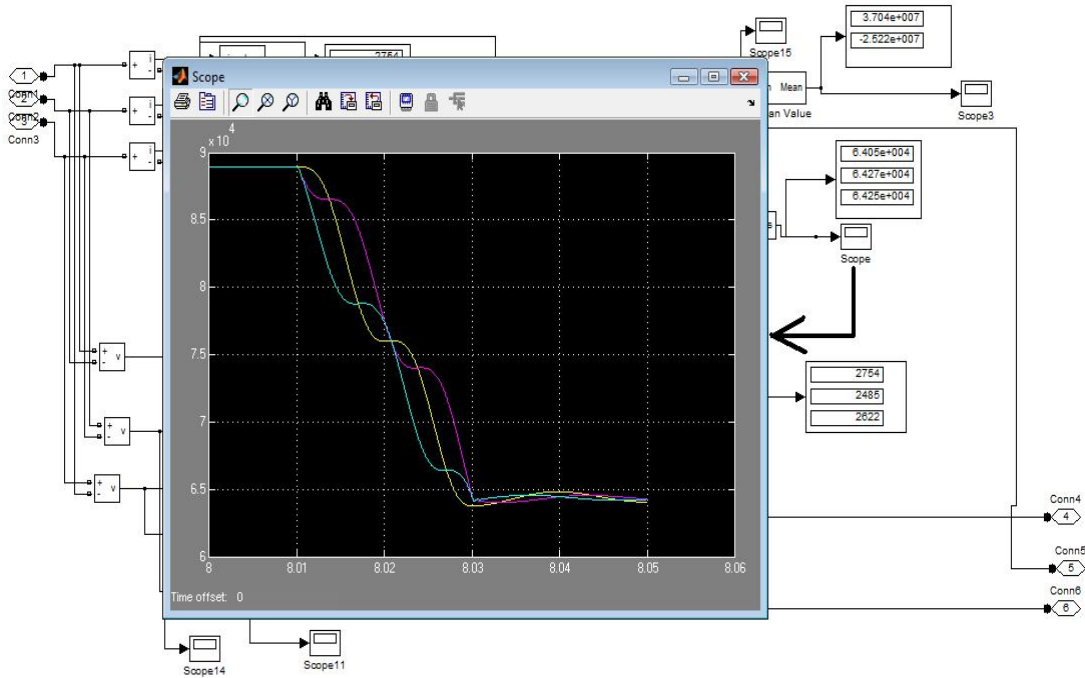 Scope15
3.704e+007
-2.522e+007
Mean
an Value
Scope3
1
Conn1
2
Conn2
3
Conn3
i
i
i
2754
Scope
x 10
4
9
8.5
8
7.5
7
6.5
6
8
8.01
8.02
8.03
8.04
8.05
8.06
Time offset: 0
6.405e+004
6.427e+004
6.425e+004
Scope
2754
2485
2622
v
v
v
Conn4
4
Conn5
5
Conn6
6
Scope14
Scope11